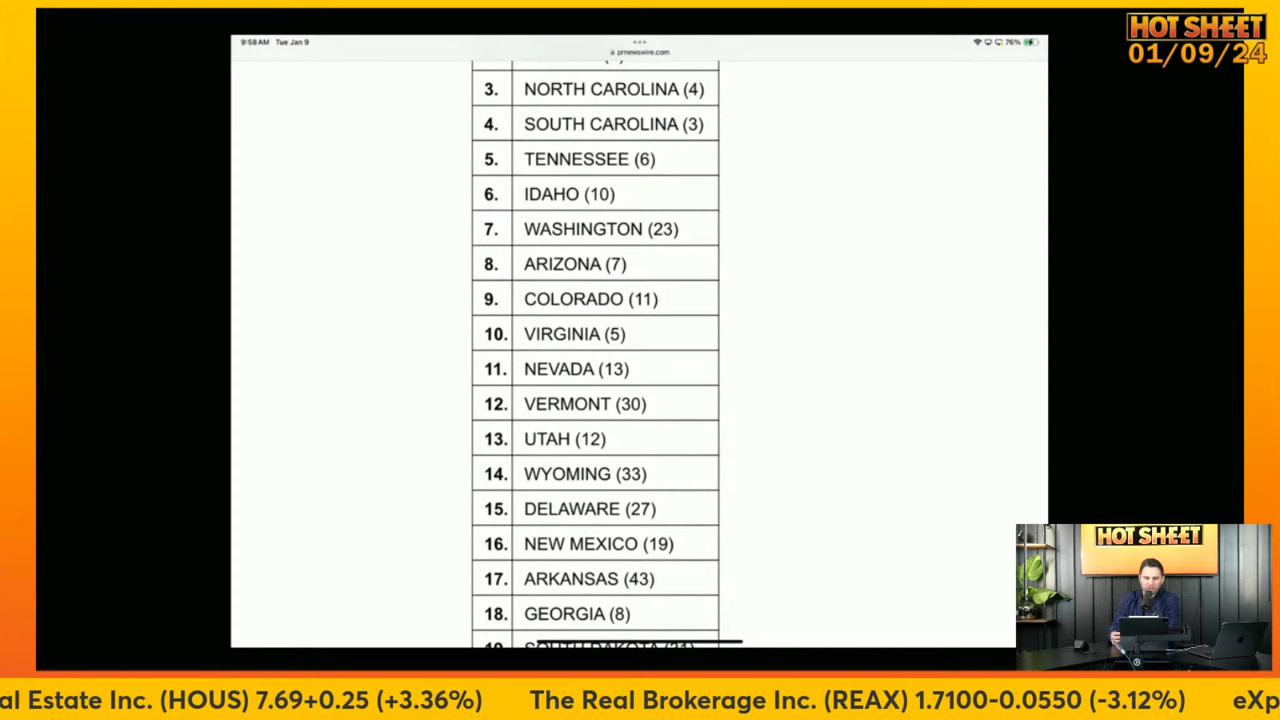 HOT SHEET
01/09/24
9:58 AM Tue Jan 9
76%
prnewswire.com
3. NORTH CAROLINA (4)
4. SOUTH CAROLINA (3)
5. TENNESSEE (6)
6. IDAHO (10)
7. WASHINGTON (23)
8. ARIZONA (7)
9. COLORADO (11)
10. VIRGINIA (5)
11. NEVADA (13)
12. VERMONT (30)
13. UTAH (12)
14. WYOMING (33)
15. DELAWARE (27)
16. NEW MEXICO (19)
17. ARKANSAS (43)
18. GEORGIA (8)
HOT SHEET
al Estate Inc. (HOUS) 7.69+0.25 (+3.36%) The Real Brokerage Inc. (REAX) 1.7100-0.0550 (-3.12%) eXp